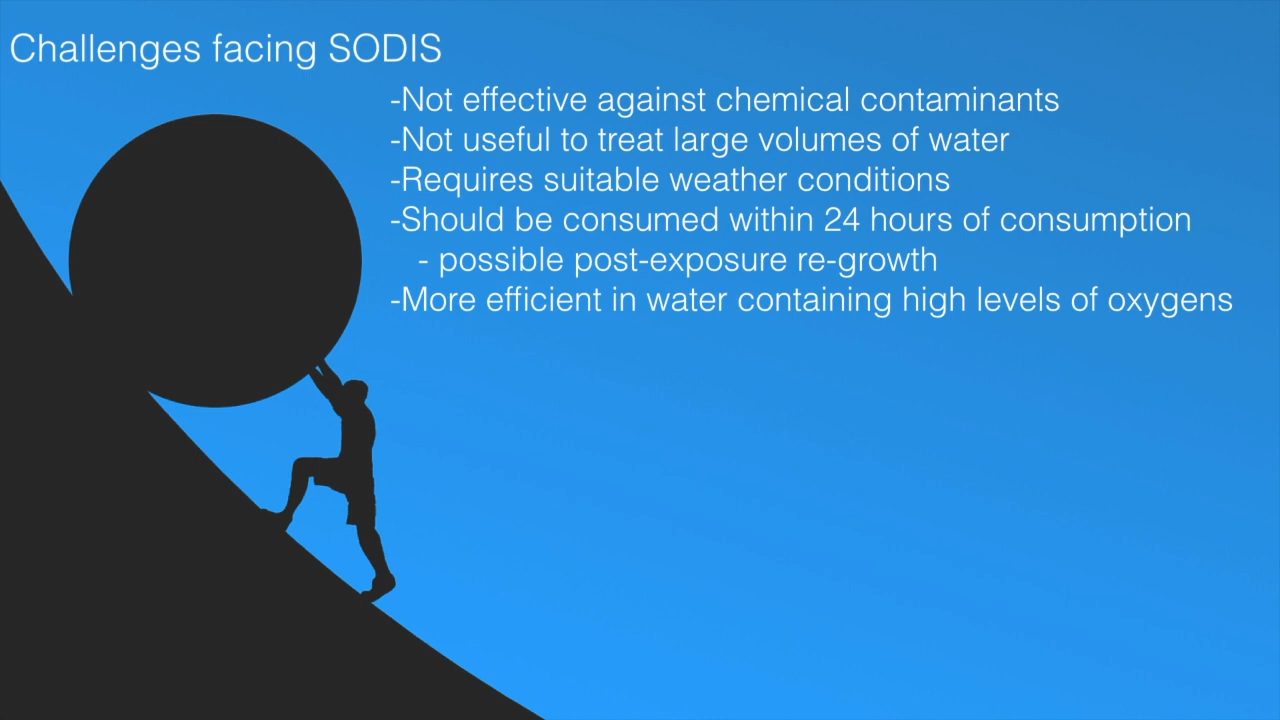 Challenges facing SODIS
-Not effective against chemical contaminants
-Not useful to treat large volumes of water
-Requires suitable weather conditions
-Should be consumed within 24 hours of consumption
- possible post-exposure re-growth
-More efficient in water containing high levels of oxygens